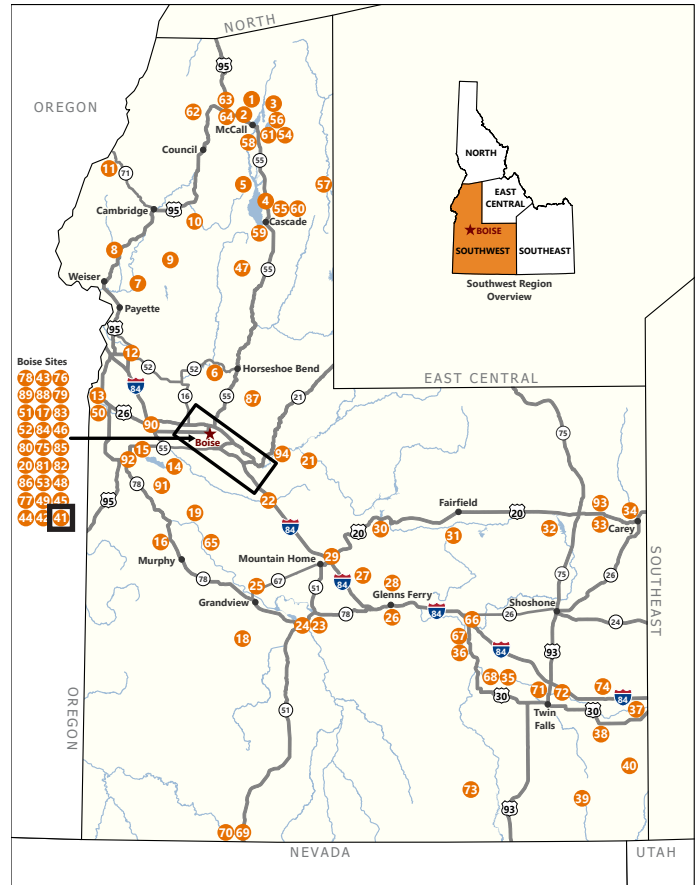 NORTH
95
OREGON
63
1
3
62
64
2
56
McCall
61
54
58
Council
55
11
71
5
57
4
55
60
Cambridge
95
10
Cascade
59
8
9
47
55
Weiser
7
Payette
95
NORTH
EAST
CENTRAL
BOISE
SOUTHWEST
SOUTHEAST
Southwest Region
Overview
12
52
52
6
Horseshoe Bend
EAST CENTRAL
84
16
55
87
21
13
50
26
90
Boise
Boise Sites
78 43 76
89 88 79
51 17 83
52 84 46
80 75 85
20 81 82
86 53 48
77 49 45
44 42 41
15
55
92
14
94
21
75
78
91
95
22
19
84
Fairfield
20
93
34
30
31
32
33
Carey
16
65
20
Murphy
Mountain Home
29
78
67
25
51
84
27
28
75
26
SOUTHEAST
Grandview
Glenns Ferry
Shoshone
24
23
78
26
84
66
26
24
18
67
36
84
93
68
35
71
72
74
84
OREGON
51
30
30
37
Twin
Falls
38
40
73
93
39
70
69
NEVADA
UTAH